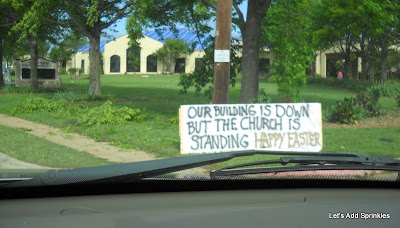 OUR BUILDING IS DOWN
BUT THE CHURCH IS
STANDING HAPPY EASTER
Let's Add Sprinkles